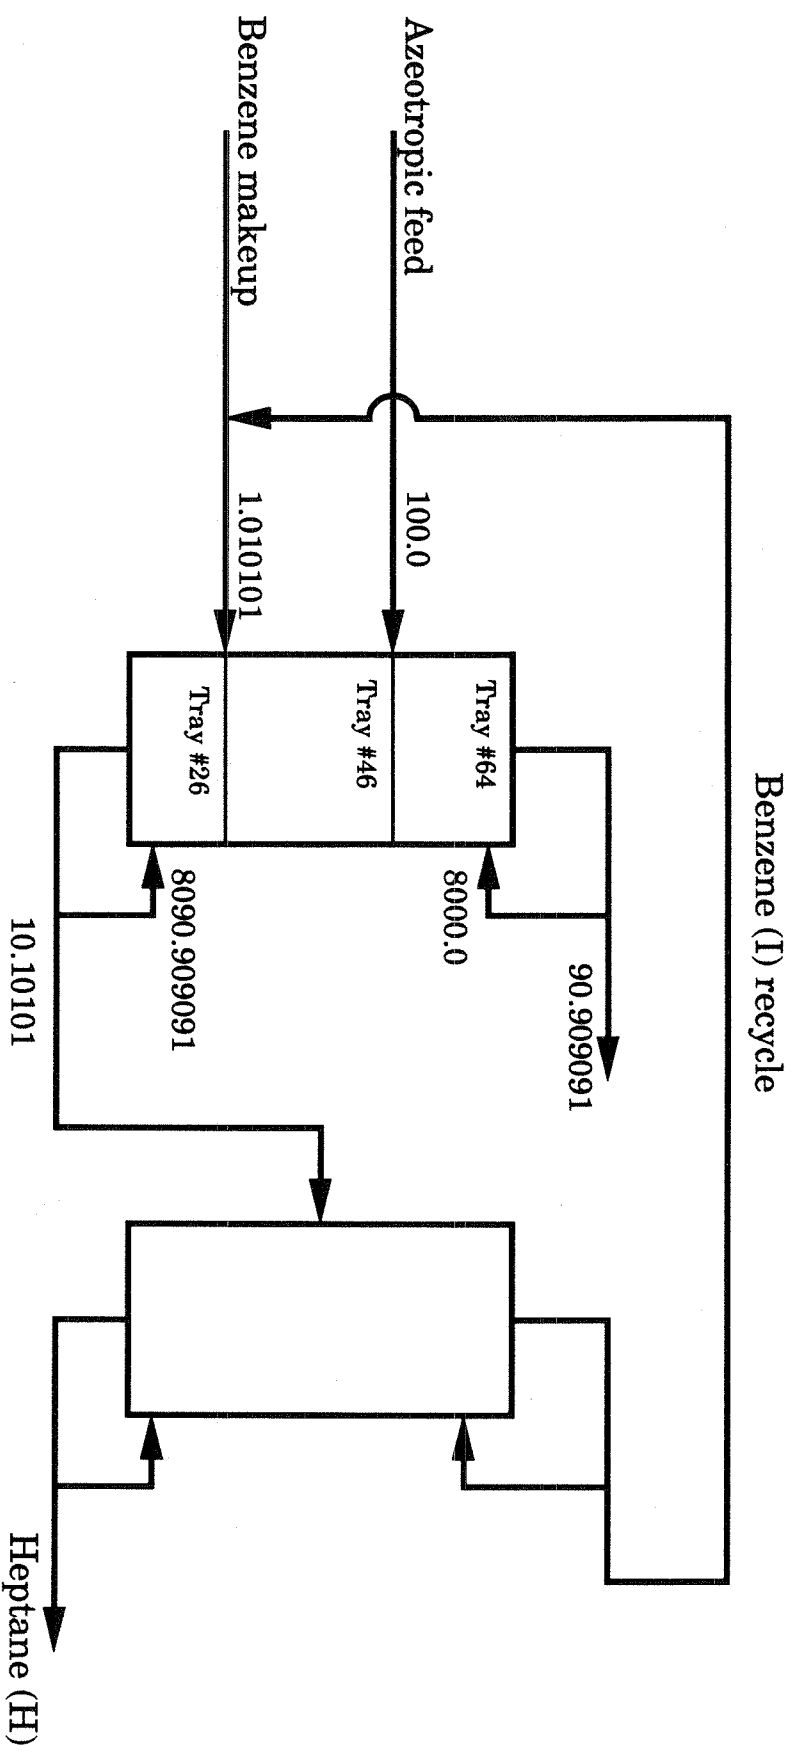 Benzene (I) recycle
Azeotropic feed
100.0
Benzene makeup
1.010101
Tray #64
Tray #46
Tray #26
8000.0
90.909091
8090.909091
10.10101
Heptane (H)